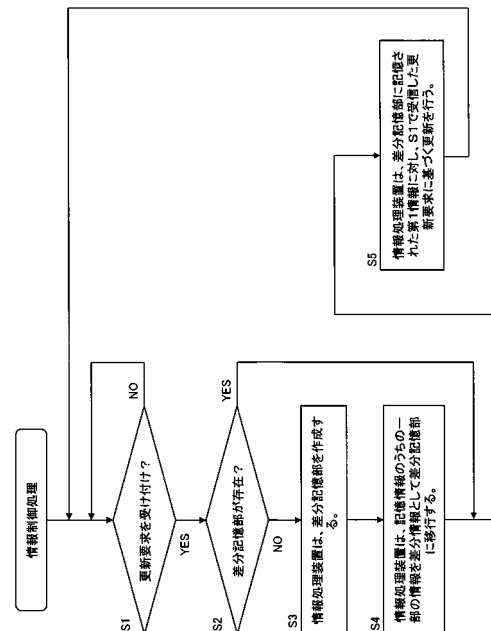 情報制御処理
S1
更新要求を受け付け?
NO
YES
S2
差分記憶部が存在?
YES
NO
S3
情報処理装置は、差分記憶部を作成す
る。
S4
情報処理装置は、記憶情報のうちの一
部の情報を差分情報として差分記憶部
に移行する。
S5
情報処理装置は、差分記憶部に記憶さ
れた第1情報に対し、S1で受信した更
新要求に基づく更新を行う。